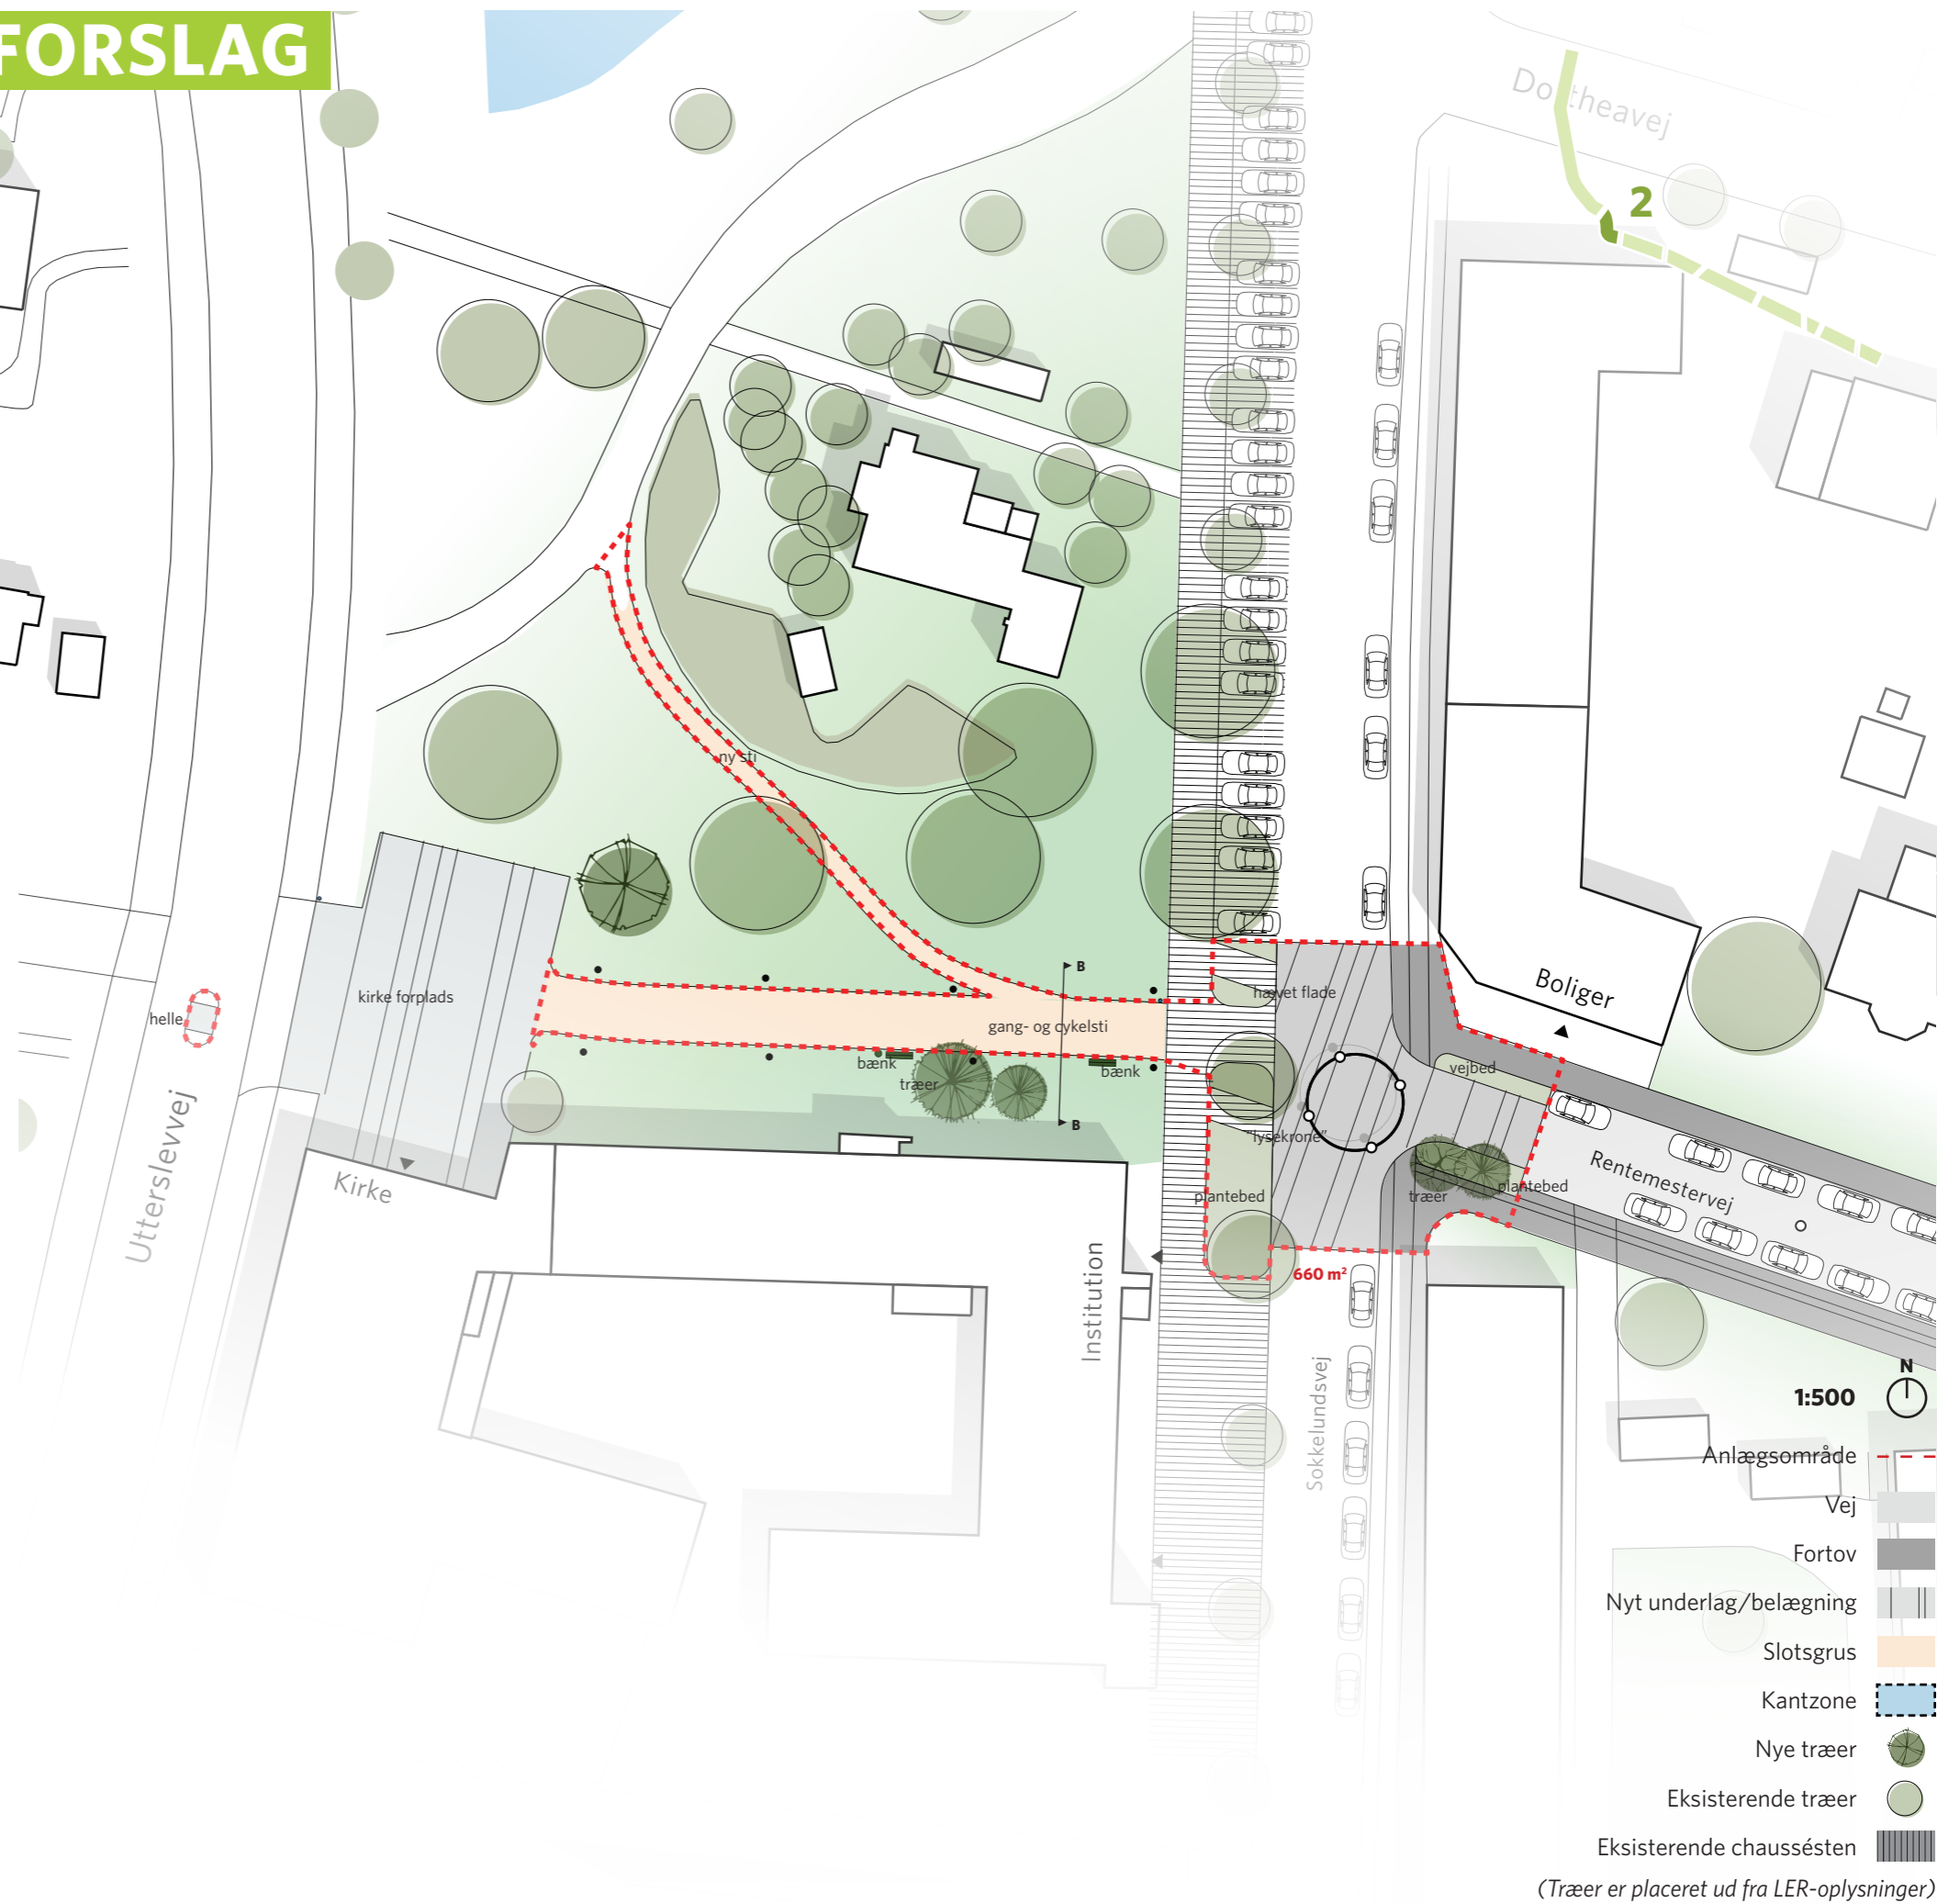 FORSLAG
Dortheavej
2
ny sti
B
Boliger
hævet flade
kirke forplads
helle
gang- og cykelsti
bænk
træer
bænk
vejbed
B
"lysekrone"
Rentemestervej
Kirke
plantebed
træer
plantebed
Utterslevvej
Institution
660 m²
Sokkelundsvej
N
1:500
Anlægsområde
Vej
Fortov
Nyt underlag/belægning
Slotsgrus
Kantzone
Nye træer
Eksisterende træer
Eksisterende chaussésten
(Træer er placeret ud fra LER-oplysninger)